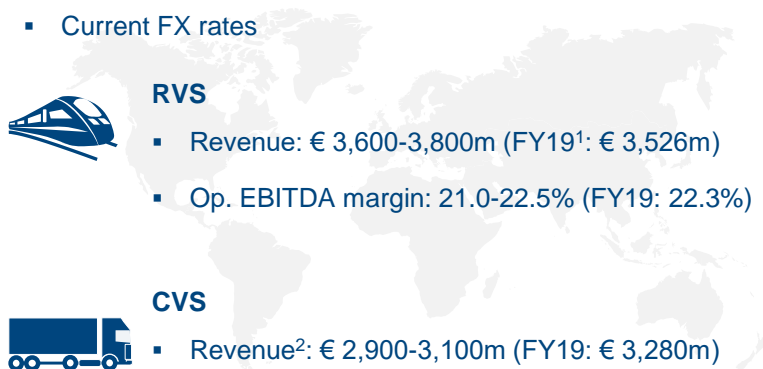 ▪ Current FX rates
RVS
▪ Revenue: € 3,600-3,800m (FY19¹: € 3,526m)
▪ Op. EBITDA margin: 21.0-22.5% (FY19: 22.3%)
CVS
▪ Revenue²: € 2,900-3,100m (FY19: € 3,280m)